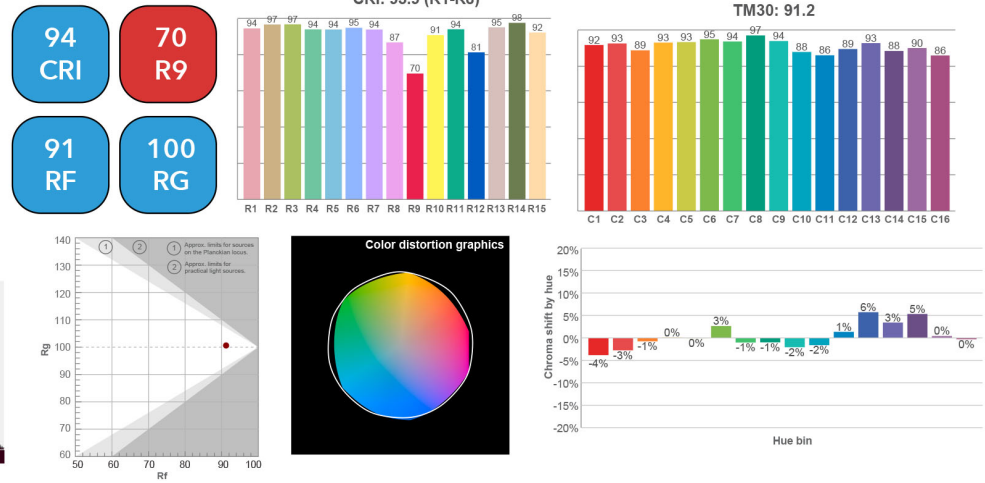 94
CRI
70
R9
91
RF
100
RG
CRI: 93.9 (R1-R8)
94 97 97 94 94 95 94 87 70 91 94 81 95 98 92
R1 R2 R3 R4 R5 R6 R7 R8 R9 R10 R11 R12 R13 R14 R15
TM30: 91.2
92 93 89 93 93 95 94 97 94 88 86 89 93 88 90 86
C1 C2 C3 C4 C5 C6 C7 C8 C9 C10 C11 C12 C13 C14 C15 C16
140
130
120
110
100
90
80
70
60
Rg
1 2
1 Approx. limits for sources
on the Planckian locus.
2 Approx. limits for
practical light sources.
50 60 70 80 90 100
Rf
Color distortion graphics
20%
15%
10%
5%
0%
-5%
-10%
-15%
-20%
Chroma shift by hue
-4% -3% -1% 0% 0% 3% -1% -1% -2% -2% 1% 6% 3% 5% 0% 0%
Hue bin